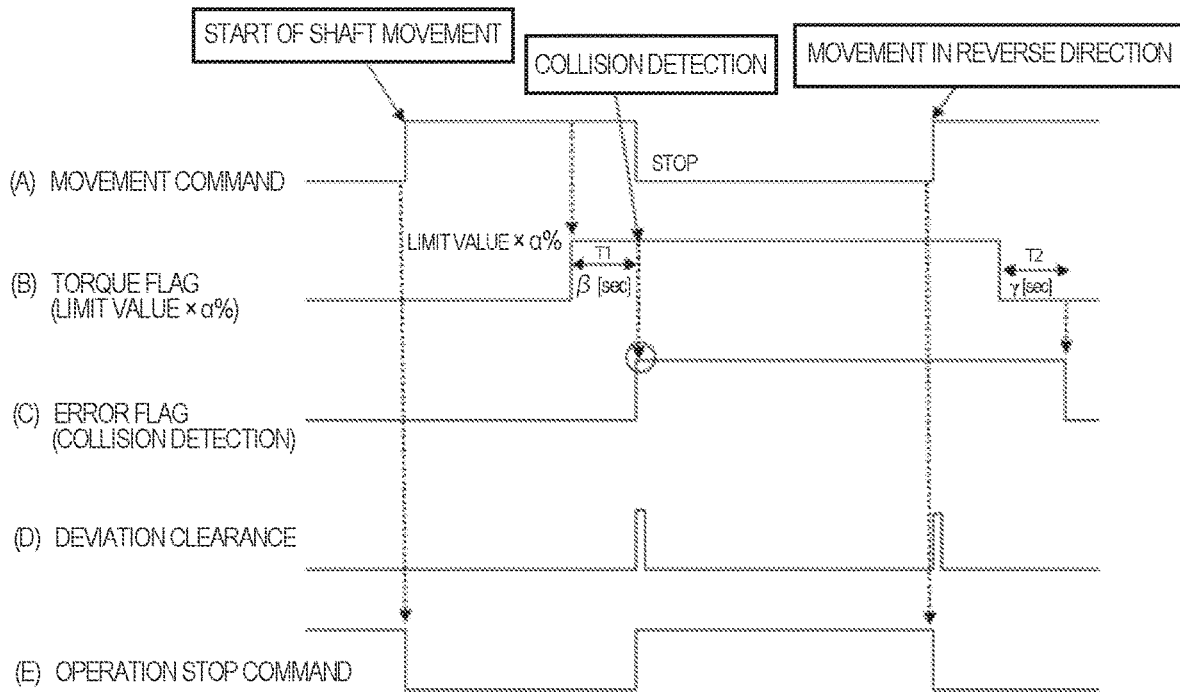 START OF SHAFT MOVEMENT
COLLISION DETECTION
MOVEMENT IN REVERSE DIRECTION
(A) MOVEMENT COMMAND
STOP
LIMIT VALUE × α%
(B) TORQUE FLAG
(LIMIT VALUE × α%)
T1
β [sec]
T2
γ [sec]
(C) ERROR FLAG
(COLLISION DETECTION)
(D) DEVIATION CLEARANCE
(E) OPERATION STOP COMMAND